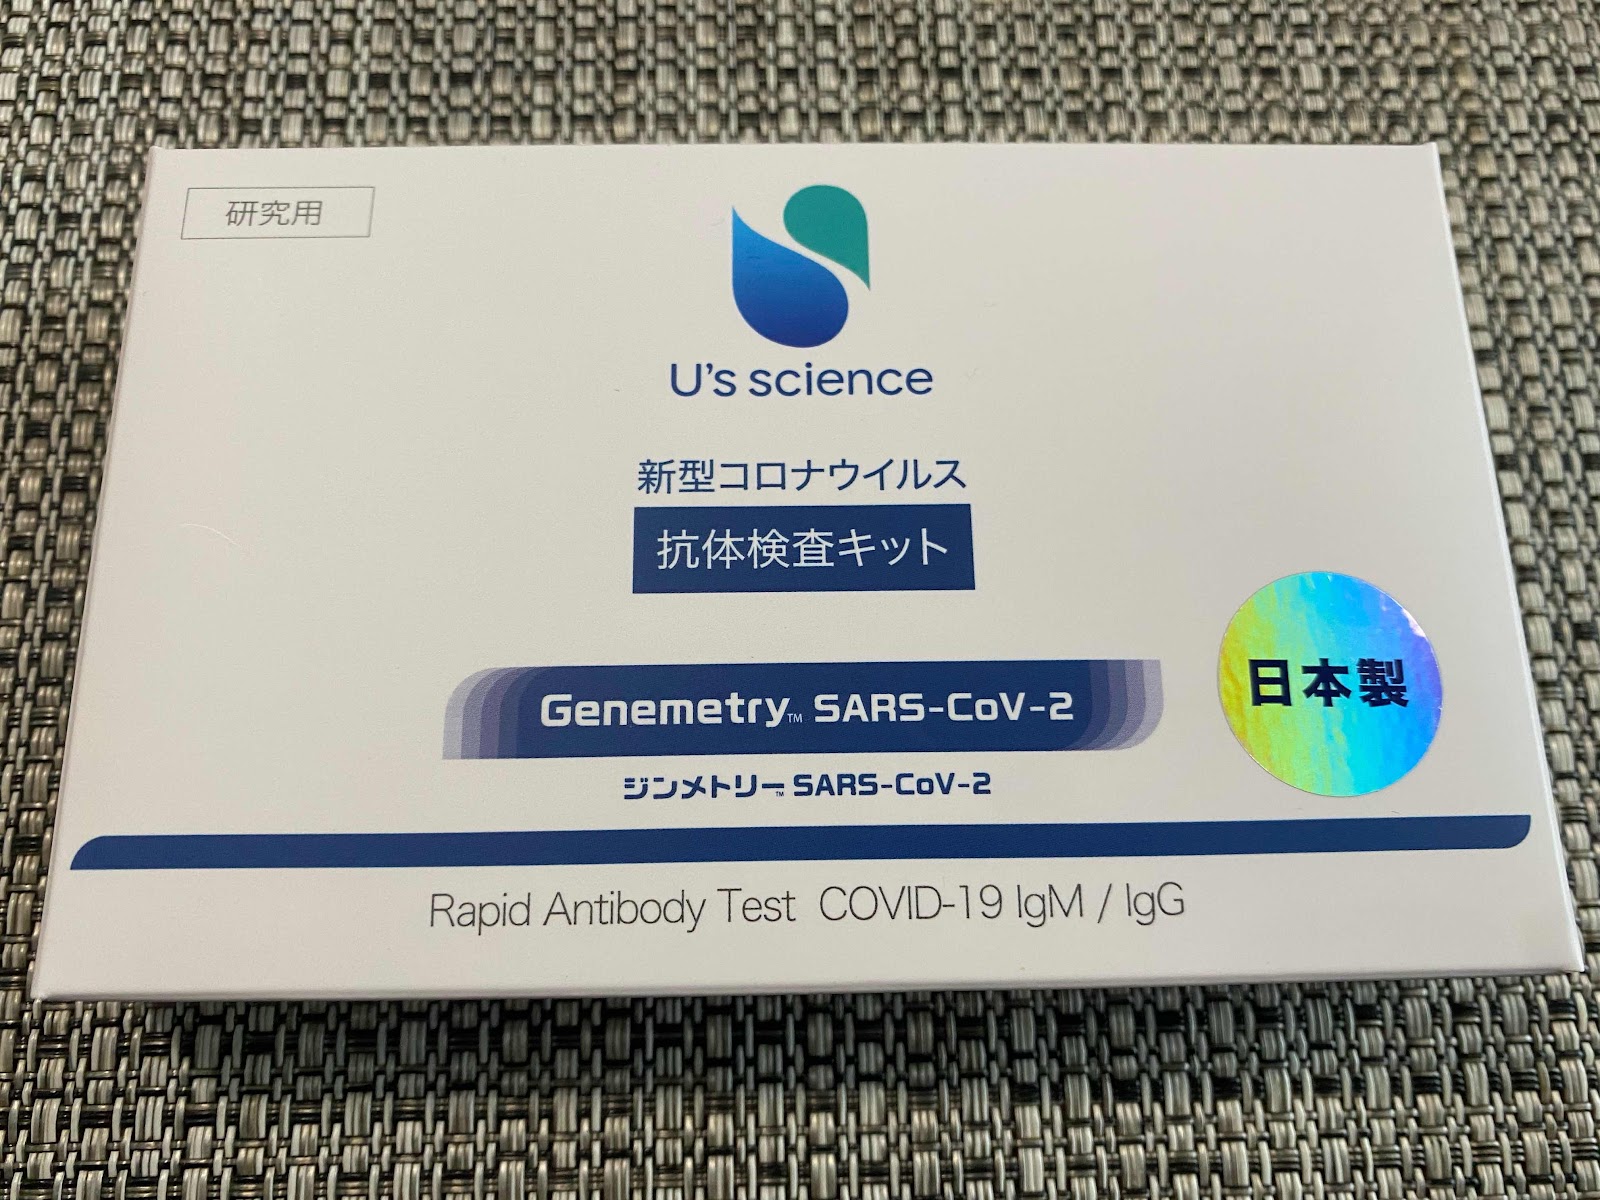 研究用
U's science
新型コロナウイルス
抗体検査キット
Genemetry™ SARS-CoV-2
日本製
ジンメトリー™ SARS-CoV-2
Rapid Antibody Test COVID-19 IgM / IgG